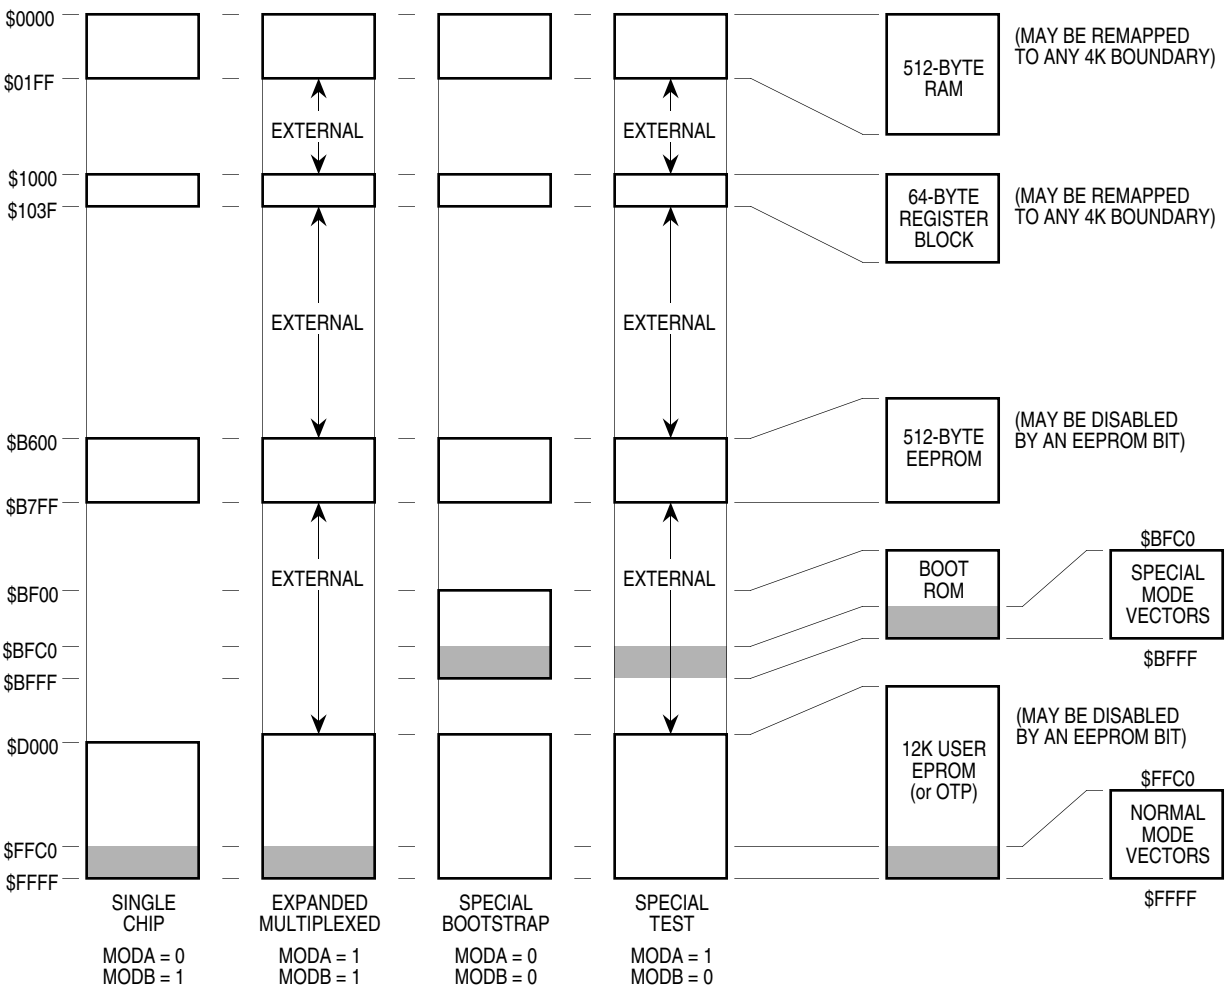 $0000
$01FF
$1000
$103F
$B600
$B7FF
$BF00
$BFC0
$BFFF
$D000
$FFC0
$FFFF
EXTERNAL
EXTERNAL
EXTERNAL
EXTERNAL
EXTERNAL
EXTERNAL
512-BYTE
RAM
(MAY BE REMAPPED
TO ANY 4K BOUNDARY)
64-BYTE
REGISTER
BLOCK
(MAY BE REMAPPED
TO ANY 4K BOUNDARY)
512-BYTE
EEPROM
(MAY BE DISABLED
BY AN EEPROM BIT)
BOOT
ROM
$BFC0
SPECIAL
MODE
VECTORS
$BFFF
12K USER
EPROM
(or OTP)
(MAY BE DISABLED
BY AN EEPROM BIT)
$FFC0
NORMAL
MODE
VECTORS
$FFFF
SINGLE
CHIP
MODA = 0
MODB = 1
EXPANDED
MULTIPLEXED
MODA = 1
MODB = 1
SPECIAL
BOOTSTRAP
MODA = 0
MODB = 0
SPECIAL
TEST
MODA = 1
MODB = 0